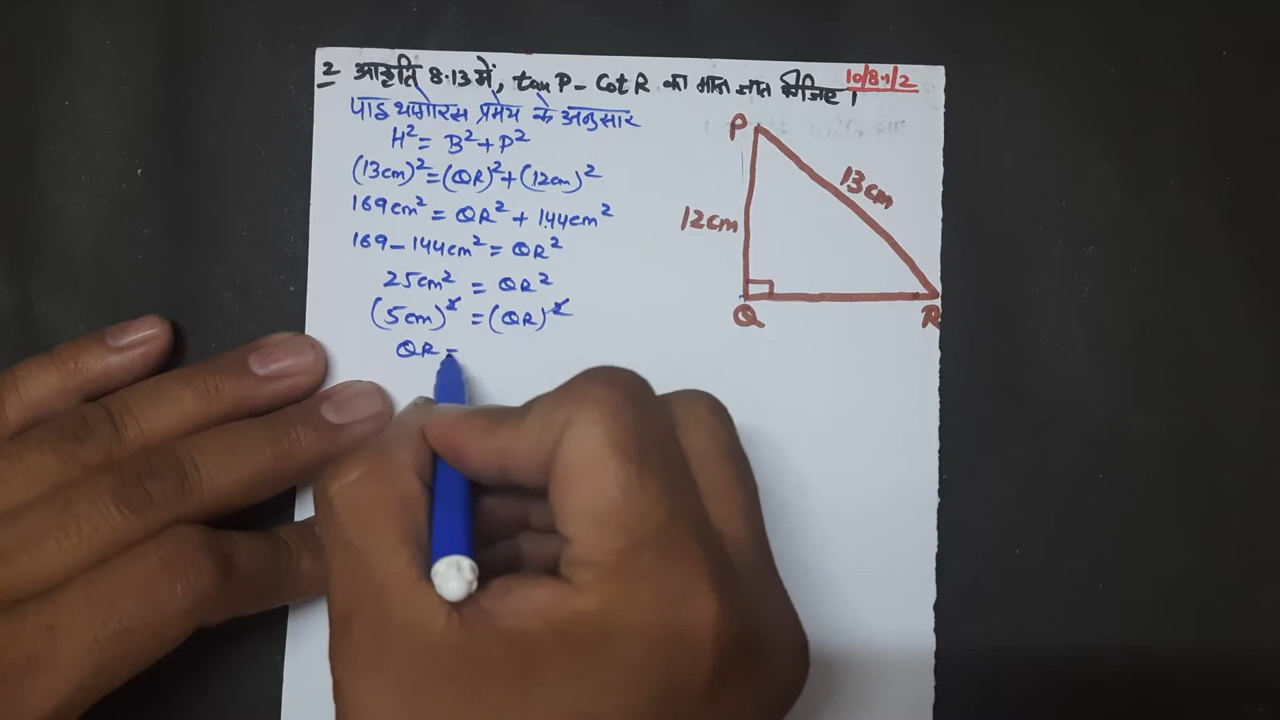 2 आकृति 8.13 में, tan P - Cot R का मान ज्ञात कीजिए।
10/8.1/2
पाइथागोरस प्रमेय के अनुसार
H² = B² + P²
(13cm)² = (QR)² + (12cm)²
169cm² = QR² + 144cm²
169 - 144cm² = QR²
25cm² = QR²
(5cm)² = (QR)²
QR =
P
13cm
12cm
Q
R